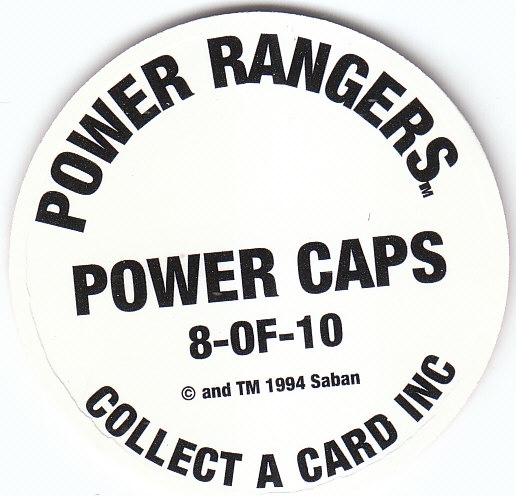 POWER RANGERS™
POWER CAPS
8-OF-10
© and TM 1994 Saban
COLLECT A CARD INC